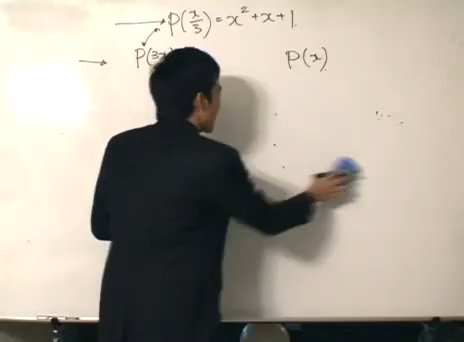 → P(x/3) = x² + x + 1
→ P(3x) P(x)